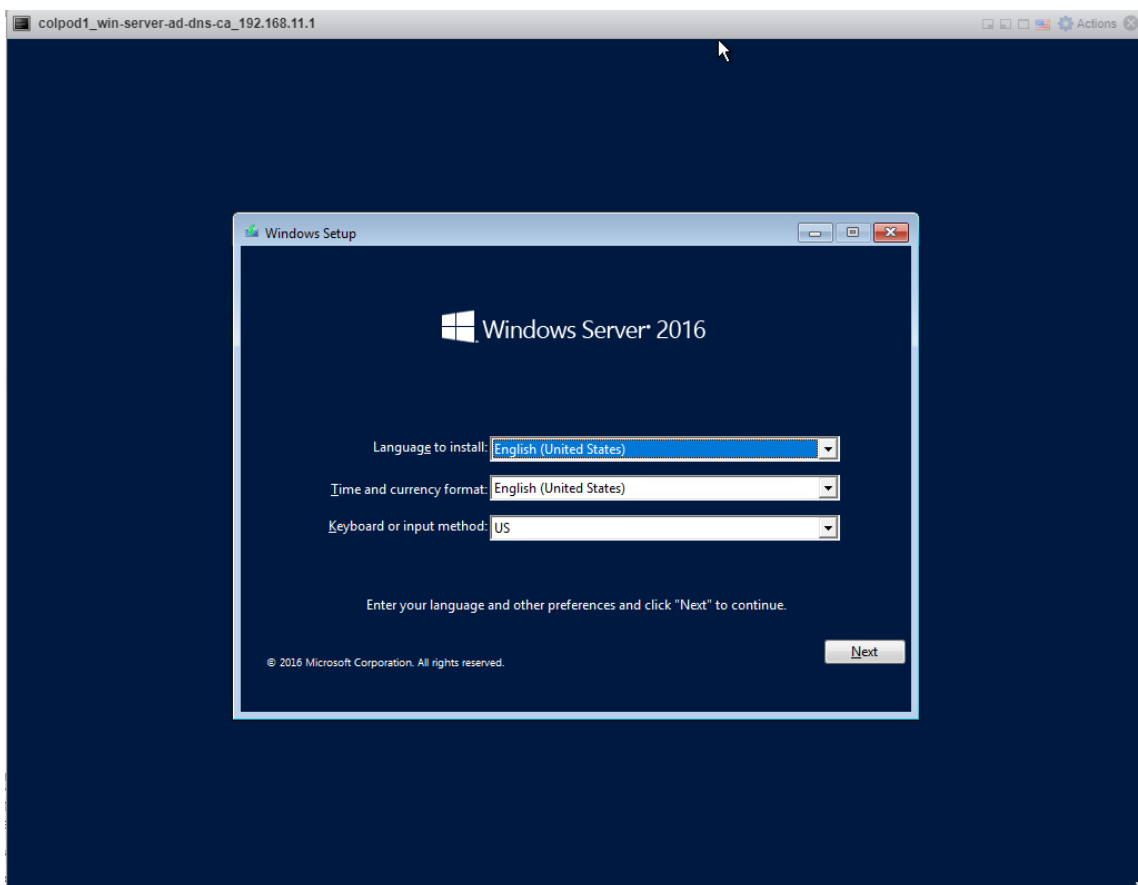 colpod1_win-server-ad-dns-ca_192.168.11.1 Actions
Windows Setup
Windows Server 2016
Language to install: English (United States)
Time and currency format: English (United States)
Keyboard or input method: US
Enter your language and other preferences and click "Next" to continue.
Next
© 2016 Microsoft Corporation. All rights reserved.